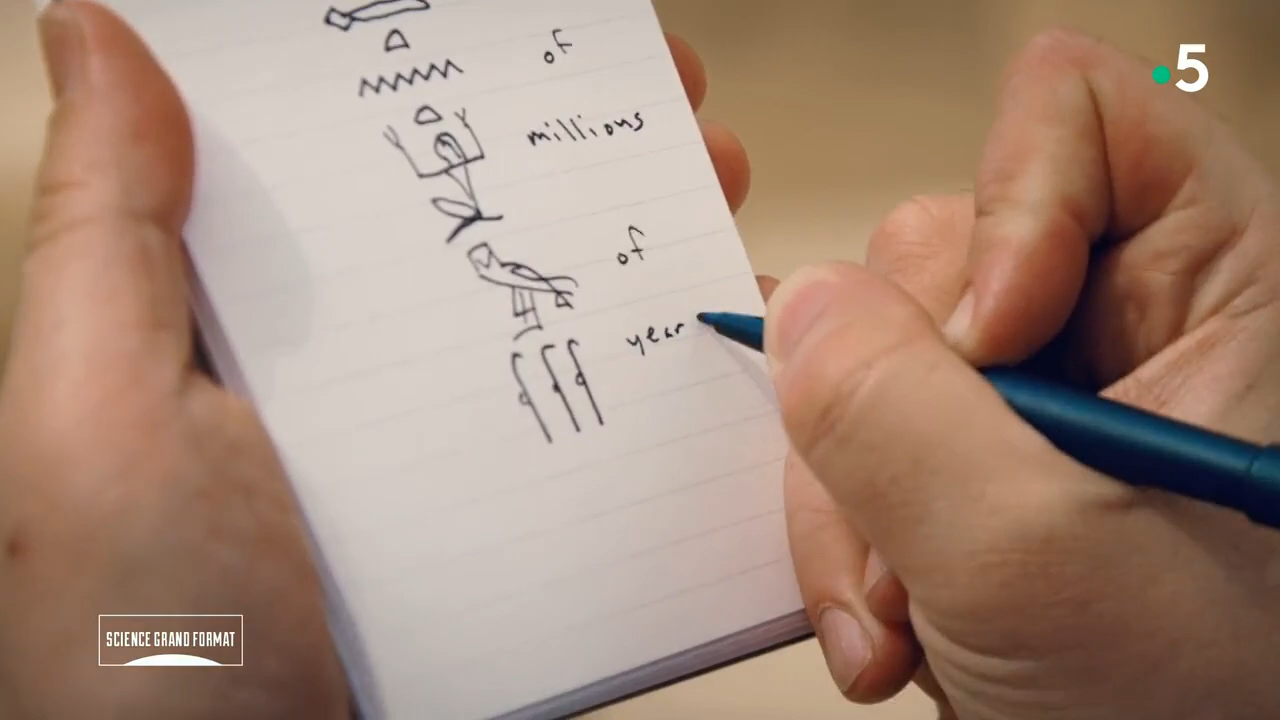 5
of
millions
of
year
SCIENCE GRAND FORMAT